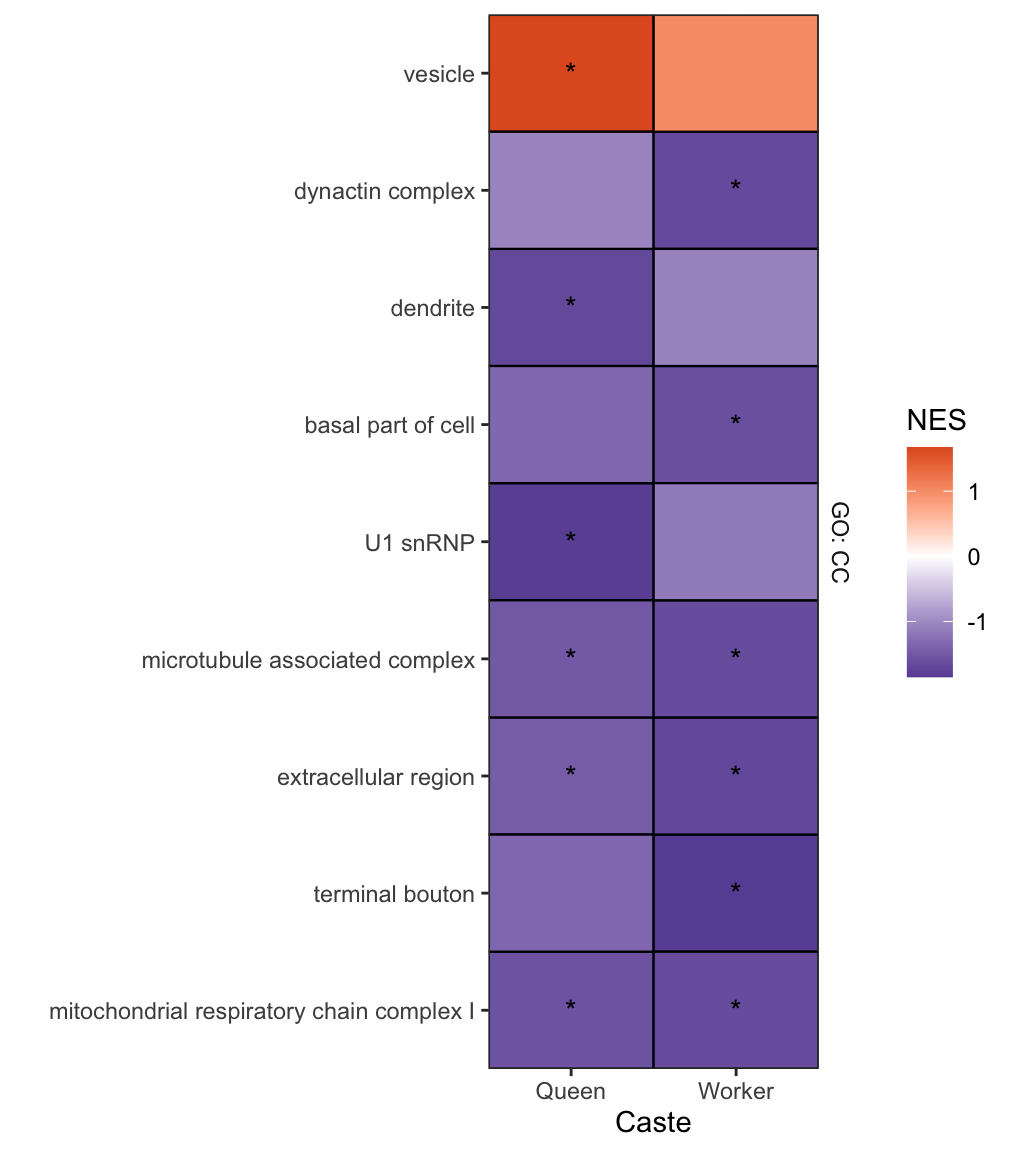 vesicle
*
dynactin complex
*
dendrite
*
basal part of cell
*
U1 snRNP
*
microtubule associated complex
* *
extracellular region
* *
terminal bouton
*
mitochondrial respiratory chain complex I
* *
Queen Worker
Caste
GO: CC
NES
1
0
-1